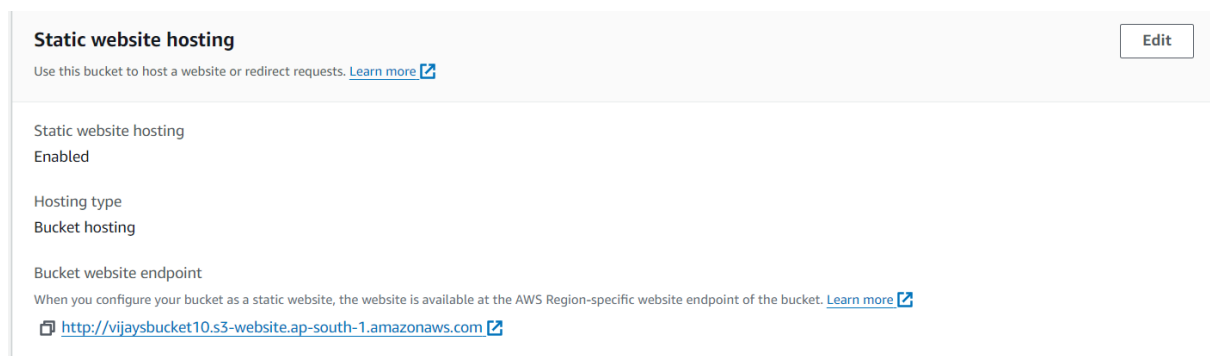 Static website hosting
Edit
Use this bucket to host a website or redirect requests. Learn more
Static website hosting
Enabled
Hosting type
Bucket hosting
Bucket website endpoint
When you configure your bucket as a static website, the website is available at the AWS Region-specific website endpoint of the bucket. Learn more
http://vijaysbucket10.s3-website.ap-south-1.amazonaws.com